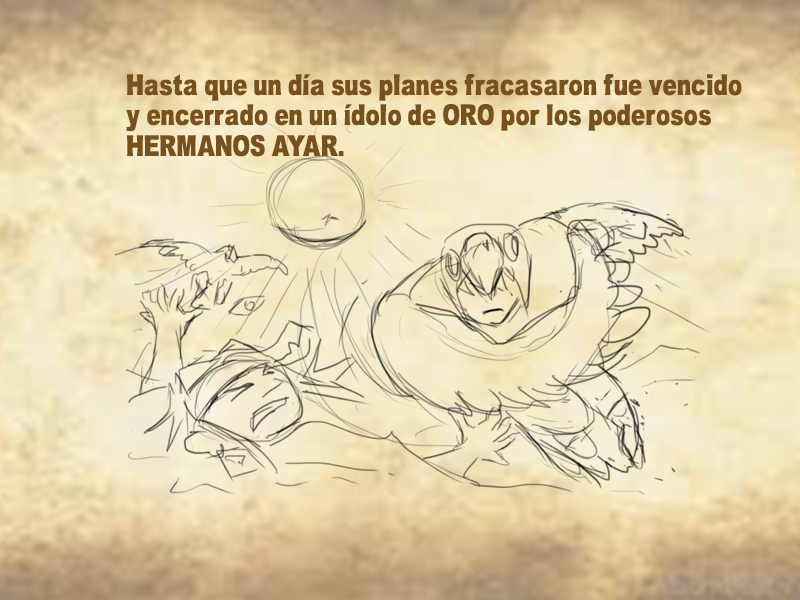 Hasta que un día sus planes fracasaron fue vencido
y encerrado en un ídolo de ORO por los poderosos
HERMANOS AYAR.